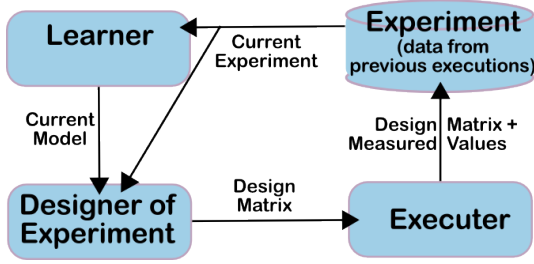 Learner
Experiment
(data from
previous executions)
Current
Experiment
Current
Model
Design Matrix +
Measured Values
Designer of
Experiment
Design
Matrix
Executer